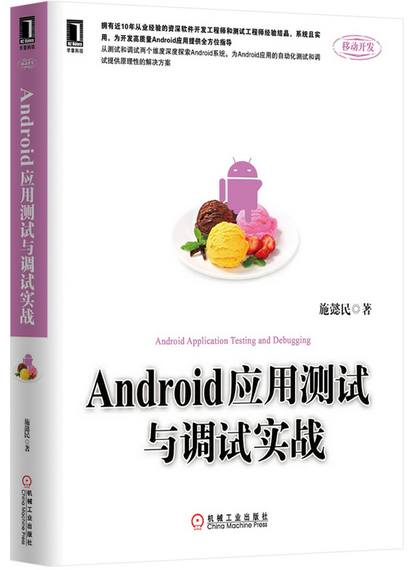 华章科技
拥有近10年从业经验的资深软件开发工程师和测试工程师经验结晶，系统且实
用，为开发高质量Android应用提供全方位指导
从测试和调试两个维度深度探索Android系统，为Android应用的自动化测试和调
试提供原理性的解决方案
移动开发
施懿民◎著
Android Application Testing and Debugging
Android应用测试
与调试实战
机械工业出版社
China Machine Press
华章科技
Android应用测试与调试实战
施懿民◎著
机械工业出版社
China Machine Press